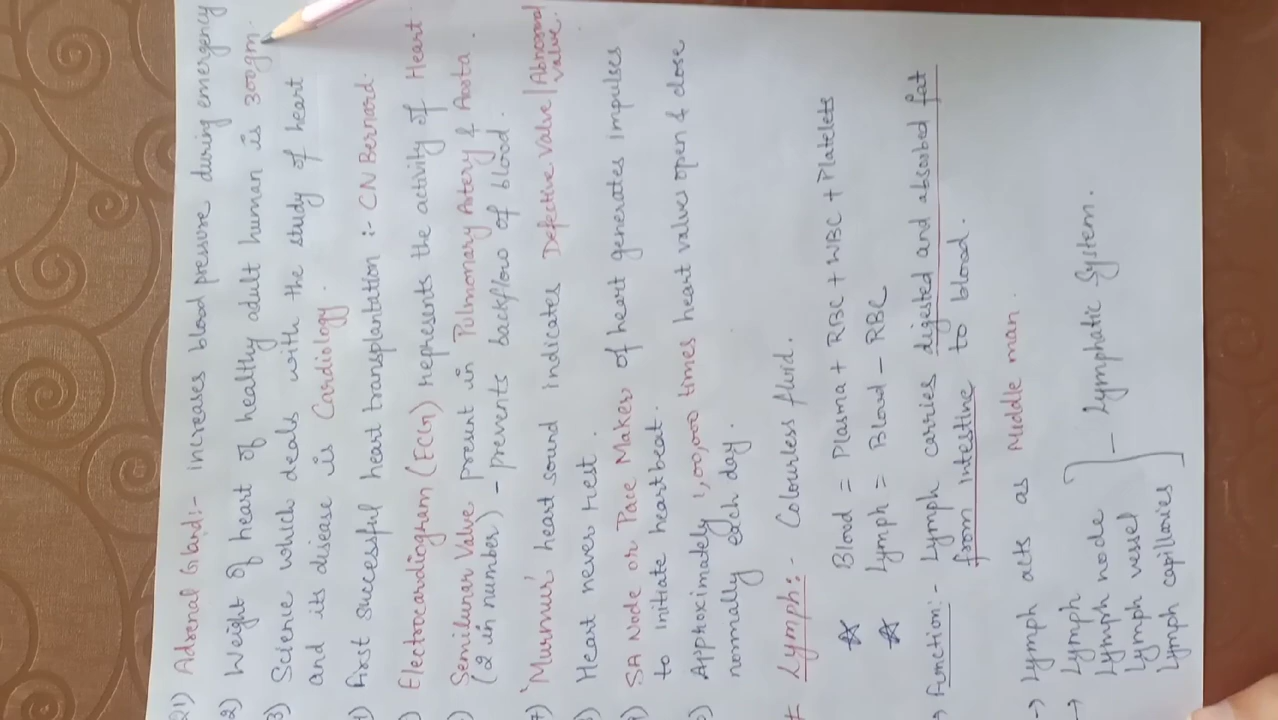 21) Adrenal Gland:- increases blood pressure during emergency
2) Weight of heart of healthy adult human is 300gm.
3) Science which deals with the study of heart
and its disease is Cardiology.
4) first successful heart transplantation :- CN Bernard.
) Electrocardiogram (ECG) represents the activity of Heart.
) Semilunar Valve present in Pulmonary Artery & Aorta.
(2 in number) - prevents backflow of blood.
7) 'Murmur' heart sound indicates Defective Valve | Abnormal
valve.
8) Heart never rest.
9) SA Node or Pace Maker of heart generates impulses
to initiate heartbeat.
0) Approximately 1,00,000 times heart valve open & close
normally each day.
* Lymph:- Colourless fluid.
☆ Blood = Plasma + RBC + WBC + Platelets
☆ Lymph = Blood - RBC
→ function:- Lymph carries digested and absorbed fat
from intestine to blood.
→ Lymph acts as Middle man.
→ Lymph
Lymph node
Lymph vessel
Lymph capillories
} - Lymphatic System.